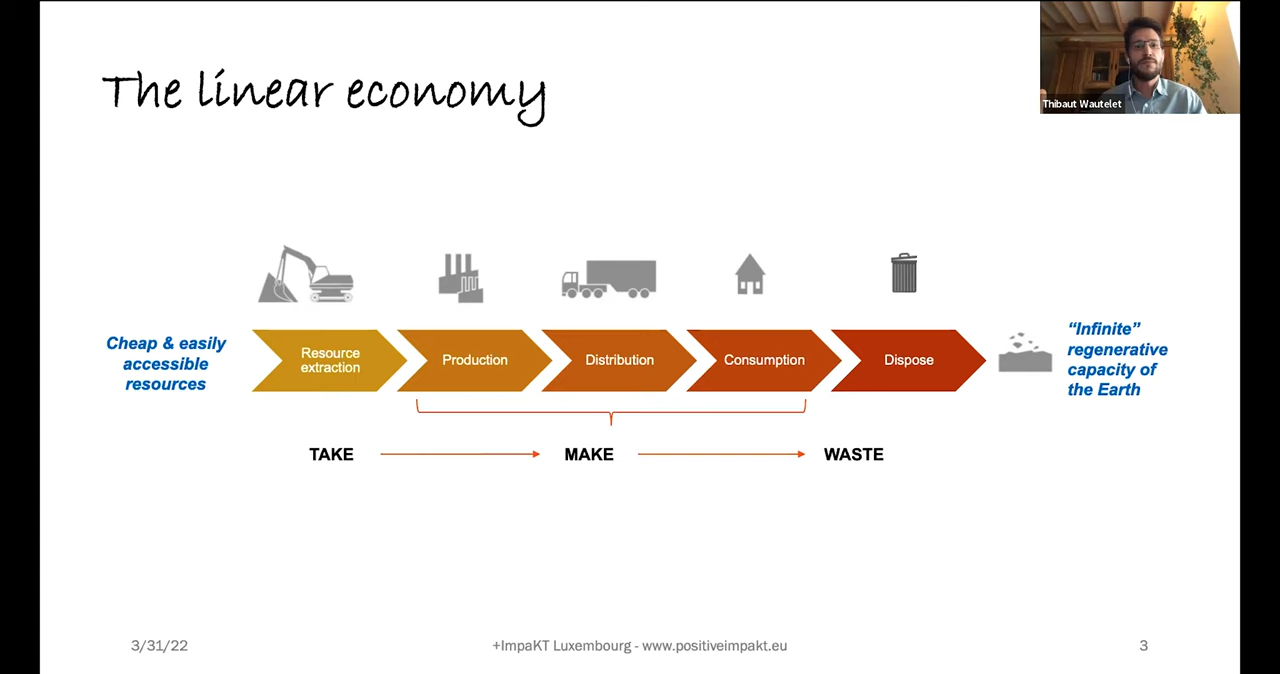 The linear economy
Thibaut Wautelet
Cheap & easily
accessible
resources
Resource
extraction
Production
Distribution
Consumption
Dispose
“Infinite”
regenerative
capacity of
the Earth
TAKE
MAKE
WASTE
3/31/22
+ImpaKT Luxembourg - www.positiveimpakt.eu
3